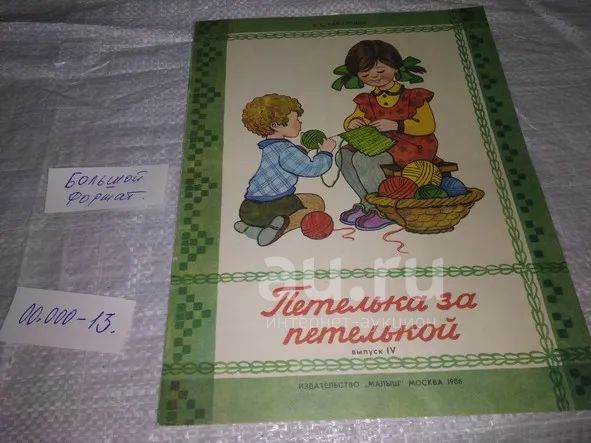 Большой
формат.
00.000-13.
Петелька за
петелькой
выпуск IV
ИЗДАТЕЛЬСТВО „МАЛЫШ" МОСКВА 1986
au.ru
интернет-аукцион